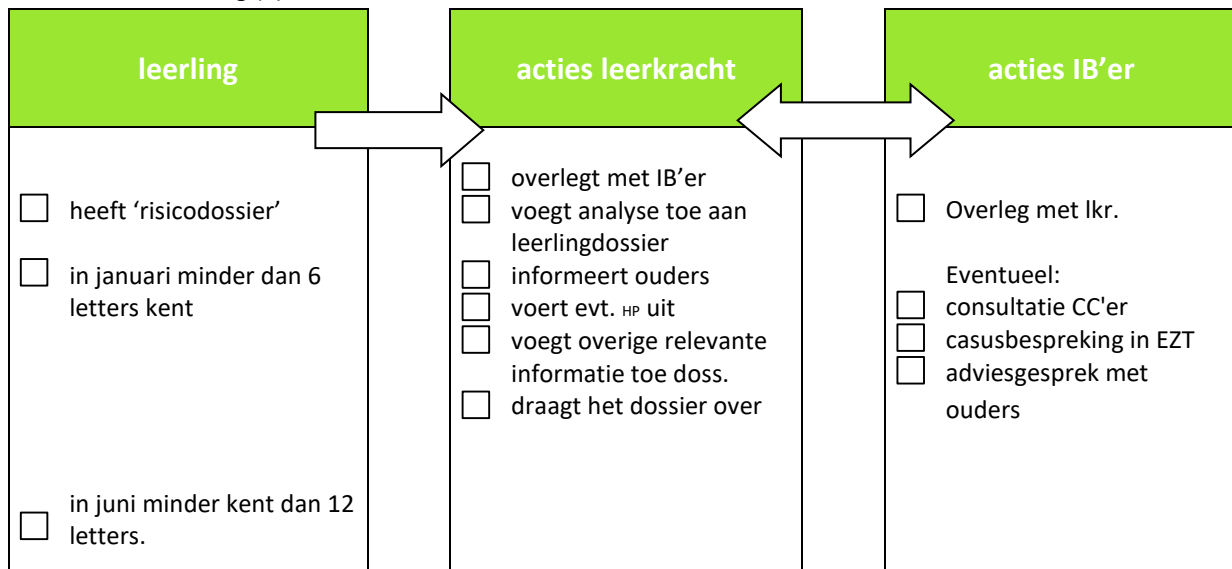 leerling
heeft ‘risicodossier’
in januari minder dan 6
letters kent
in juni minder kent dan 12
letters.
acties leerkracht
overlegt met IB’er
voegt analyse toe aan
leerlingdossier
informeert ouders
voert evt. HP uit
voegt overige relevante
informatie toe doss.
draagt het dossier over
acties IB’er
Overleg met lkr.
Eventueel:
consultatie CC'er
casusbespreking in EZT
adviesgesprek met
ouders